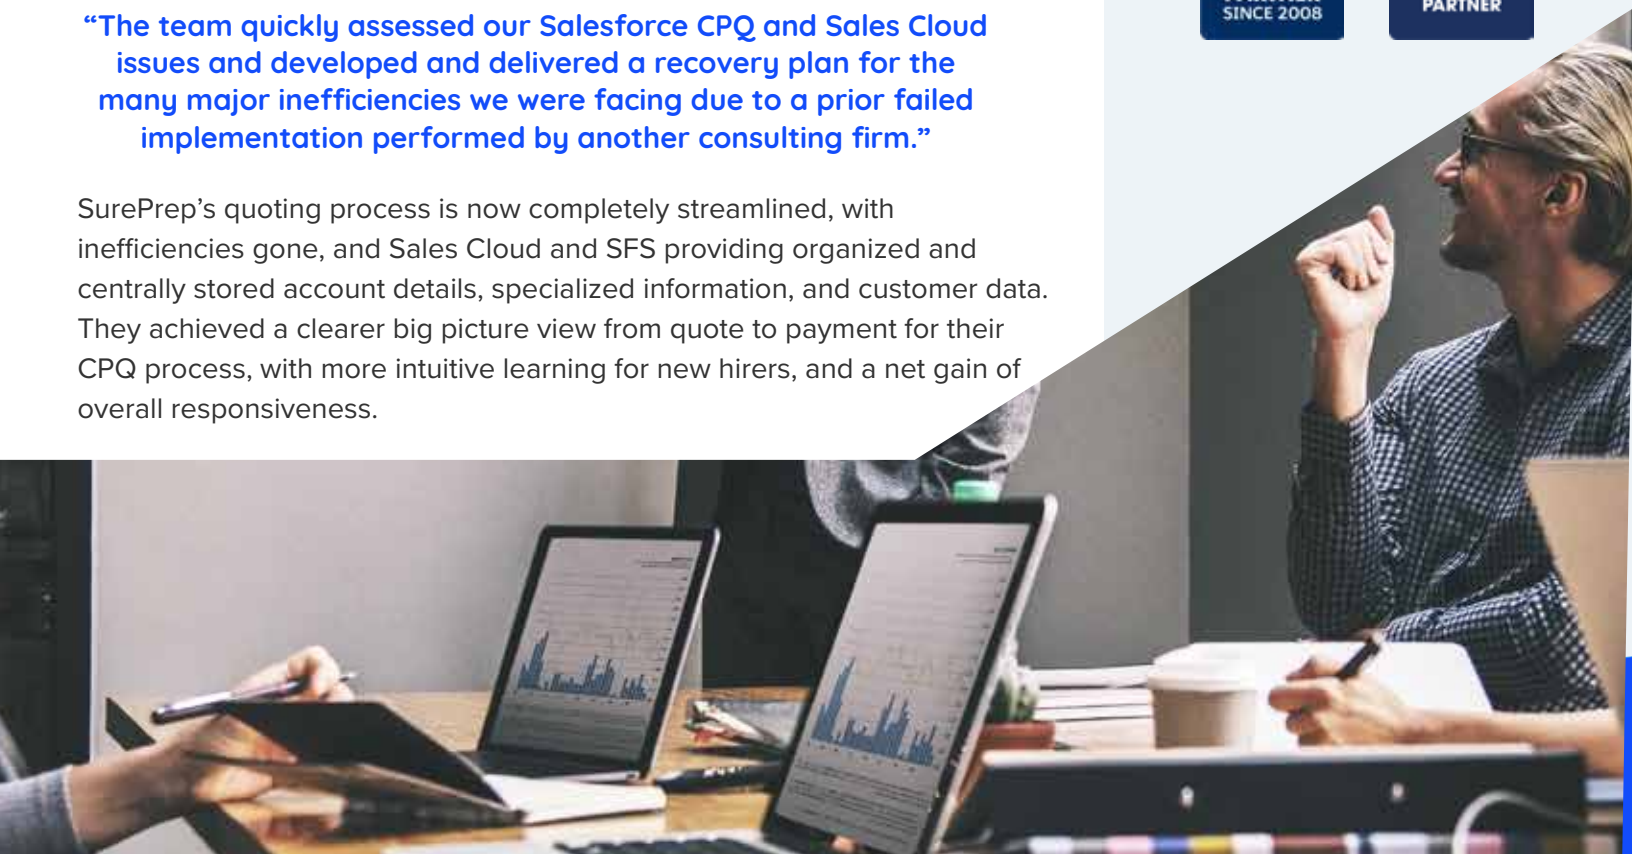 “The team quickly assessed our Salesforce CPQ and Sales Cloud
issues and developed and delivered a recovery plan for the
many major inefficiencies we were facing due to a prior failed
implementation performed by another consulting firm.”
SurePrep’s quoting process is now completely streamlined, with
inefficiencies gone, and Sales Cloud and SFS providing organized and
centrally stored account details, specialized information, and customer data.
They achieved a clearer big picture view from quote to payment for their
CPQ process, with more intuitive learning for new hirers, and a net gain of
overall responsiveness.
SINCE 2008
PARTNER